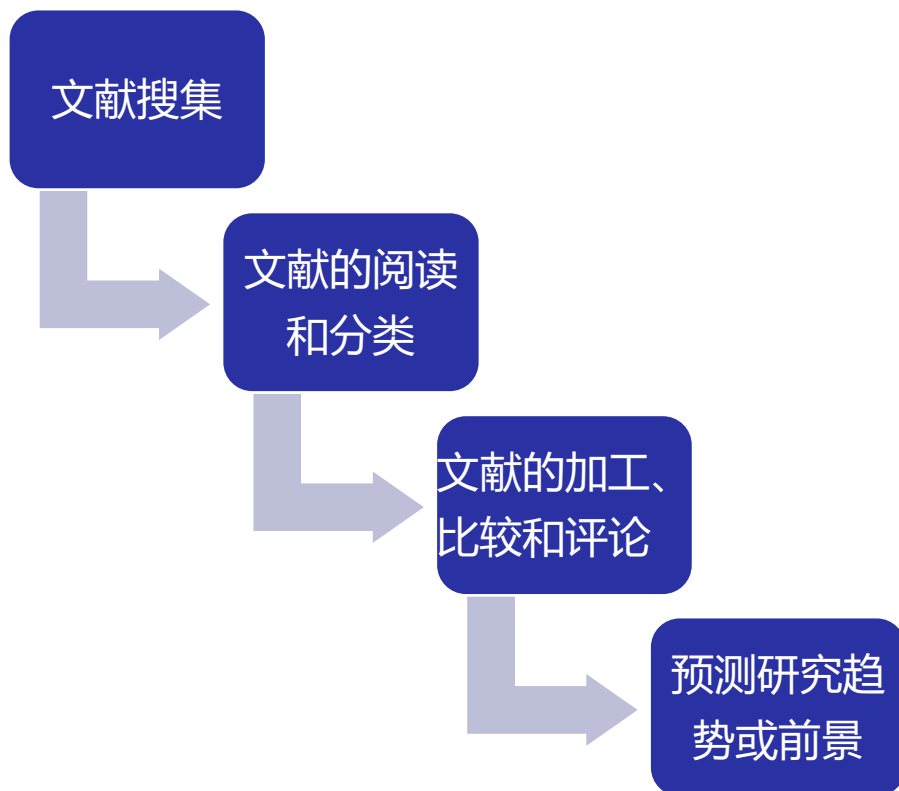 文献搜集
文献的阅读
和分类
文献的加工、
比较和评论
预测研究趋
势或前景